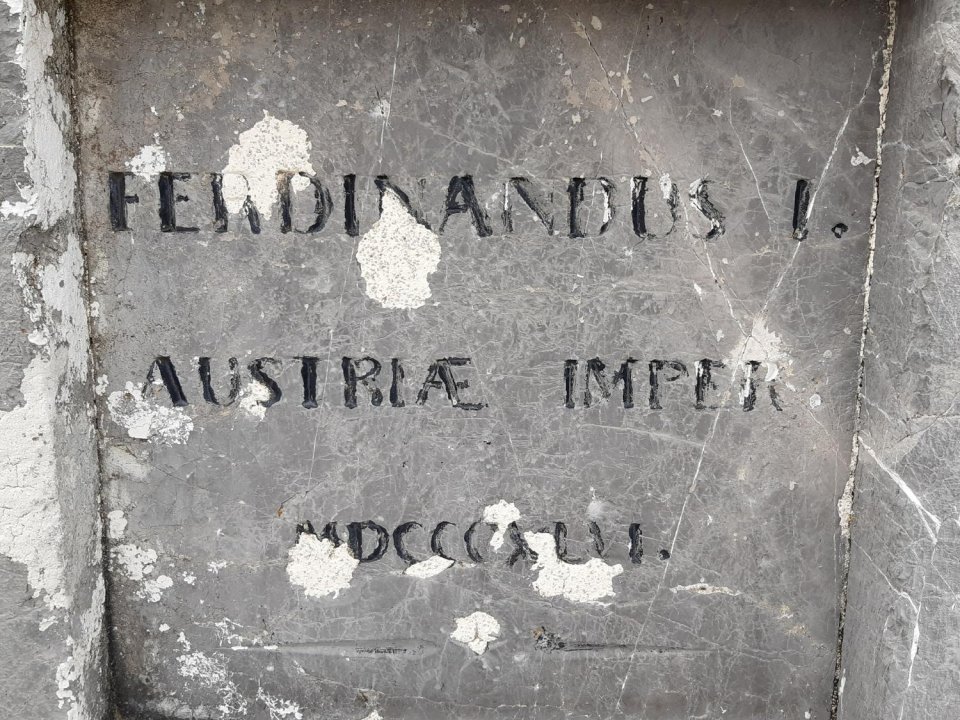 FERDINANDUS I.
AUSTRIÆ IMPER
MDCCCXLVI.